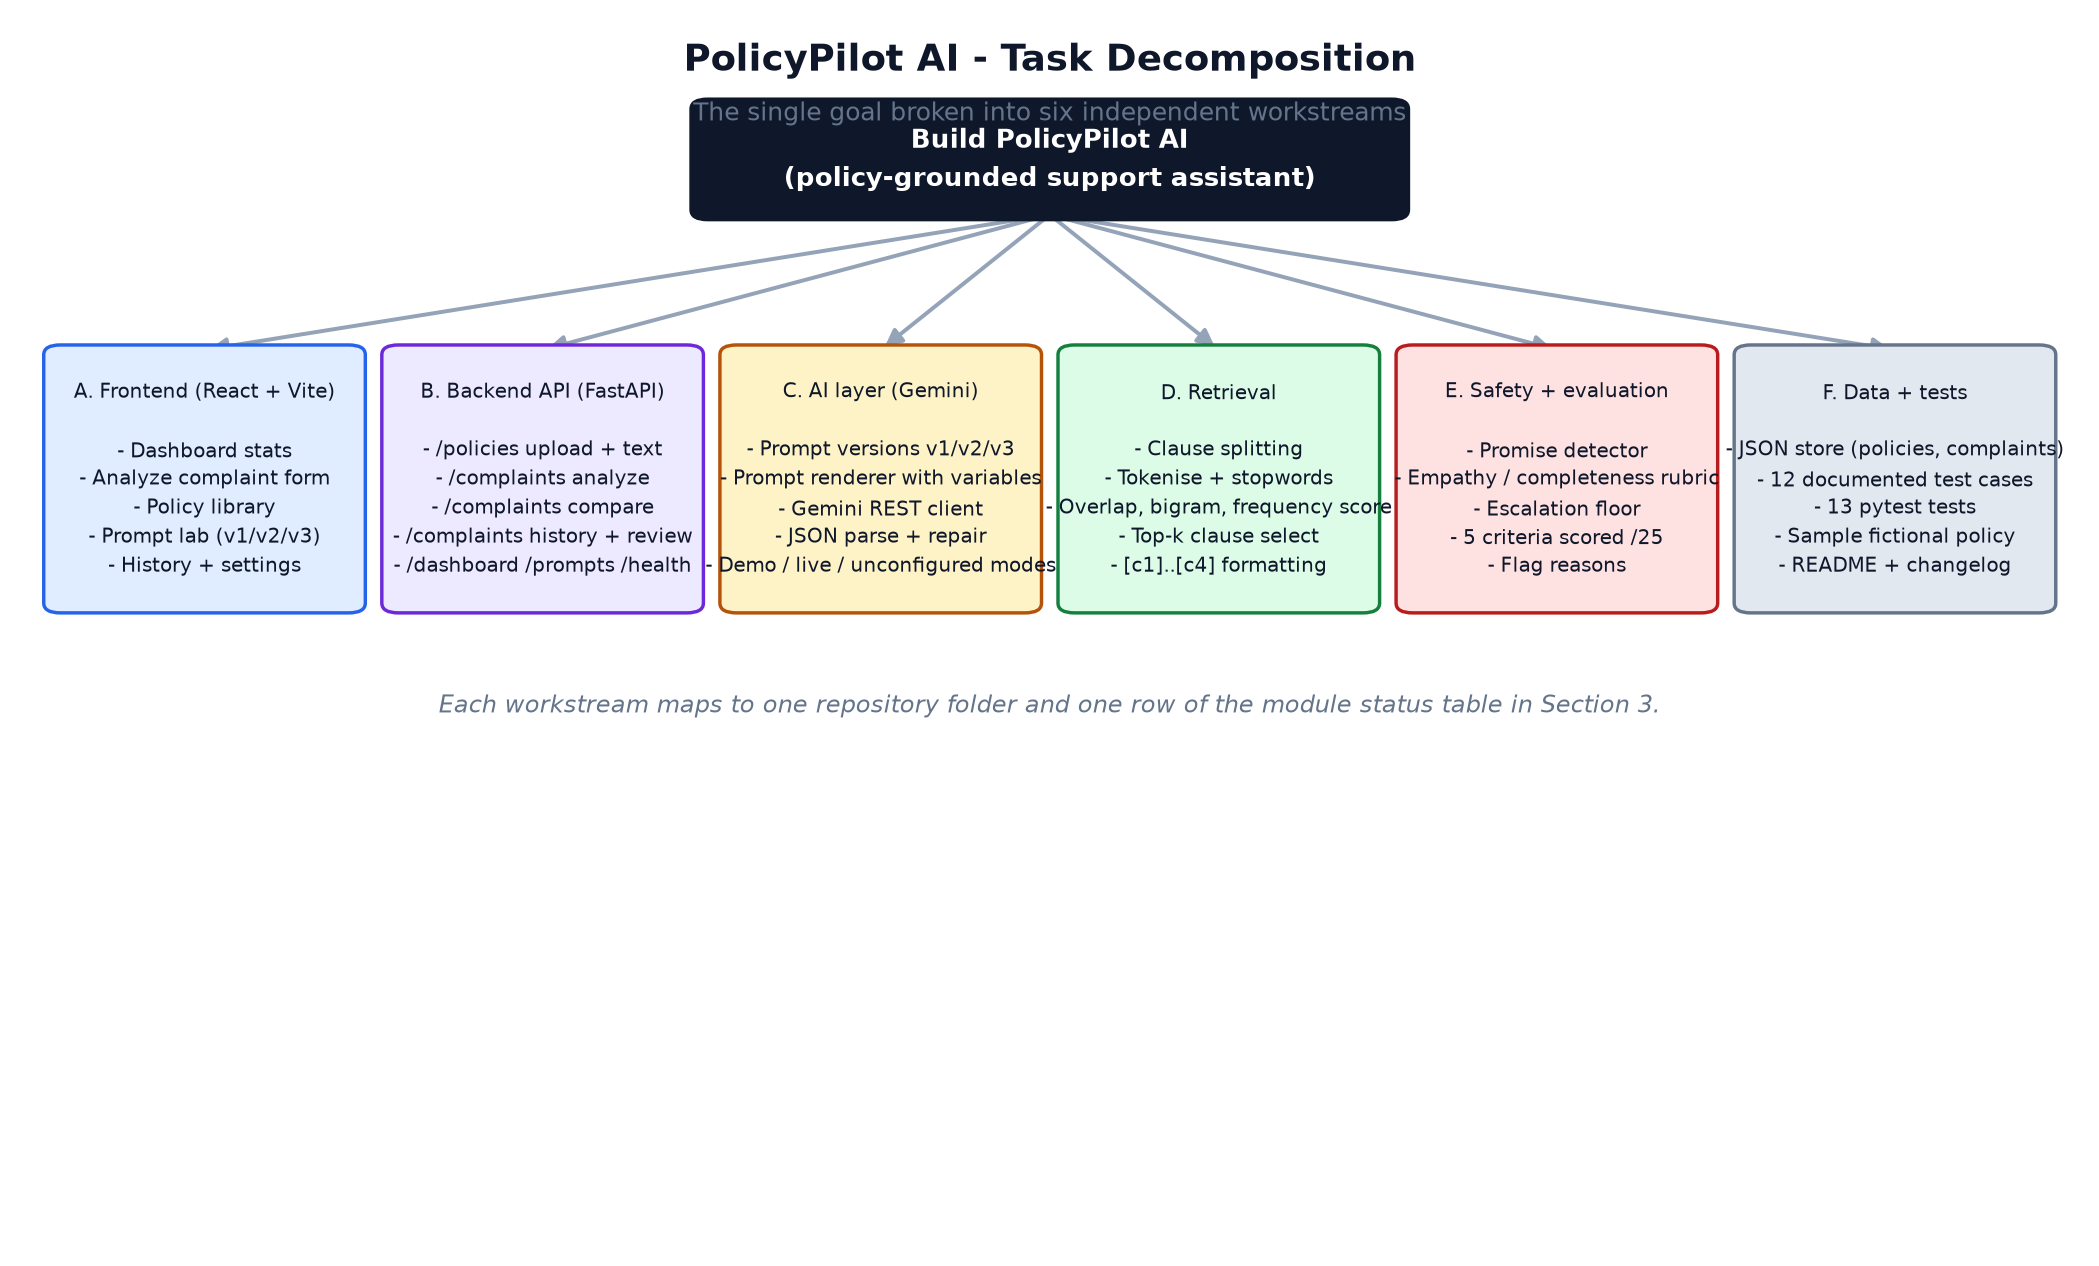 PolicyPilot AI - Task Decomposition
The single goal broken into six independent workstreams
Build PolicyPilot AI
(policy-grounded support assistant)
A. Frontend (React + Vite)
- Dashboard stats
- Analyze complaint form
- Policy library
- Prompt lab (v1/v2/v3)
- History + settings
B. Backend API (FastAPI)
- /policies upload + text
- /complaints analyze
- /complaints compare
- /complaints history + review
- /dashboard /prompts /health
C. AI layer (Gemini)
- Prompt versions v1/v2/v3
- Prompt renderer with variables
- Gemini REST client
- JSON parse + repair
- Demo / live / unconfigured modes
D. Retrieval
- Clause splitting
- Tokenise + stopwords
- Overlap, bigram, frequency score
- Top-k clause select
- [c1]..[c4] formatting
E. Safety + evaluation
- Promise detector
- Empathy / completeness rubric
- Escalation floor
- 5 criteria scored /25
- Flag reasons
F. Data + tests
- JSON store (policies, complaints)
- 12 documented test cases
- 13 pytest tests
- Sample fictional policy
- README + changelog
Each workstream maps to one repository folder and one row of the module status table in Section 3.